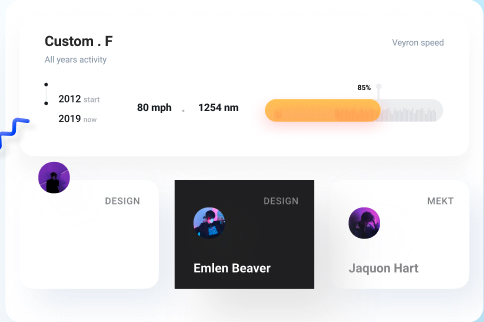 Custom . F
Veyron speed
All years activity
85%
2012 start
80 mph . 1254 nm
2019 now
DESIGN
DESIGN
MEKT
Emlen Beaver
Jaquon Hart